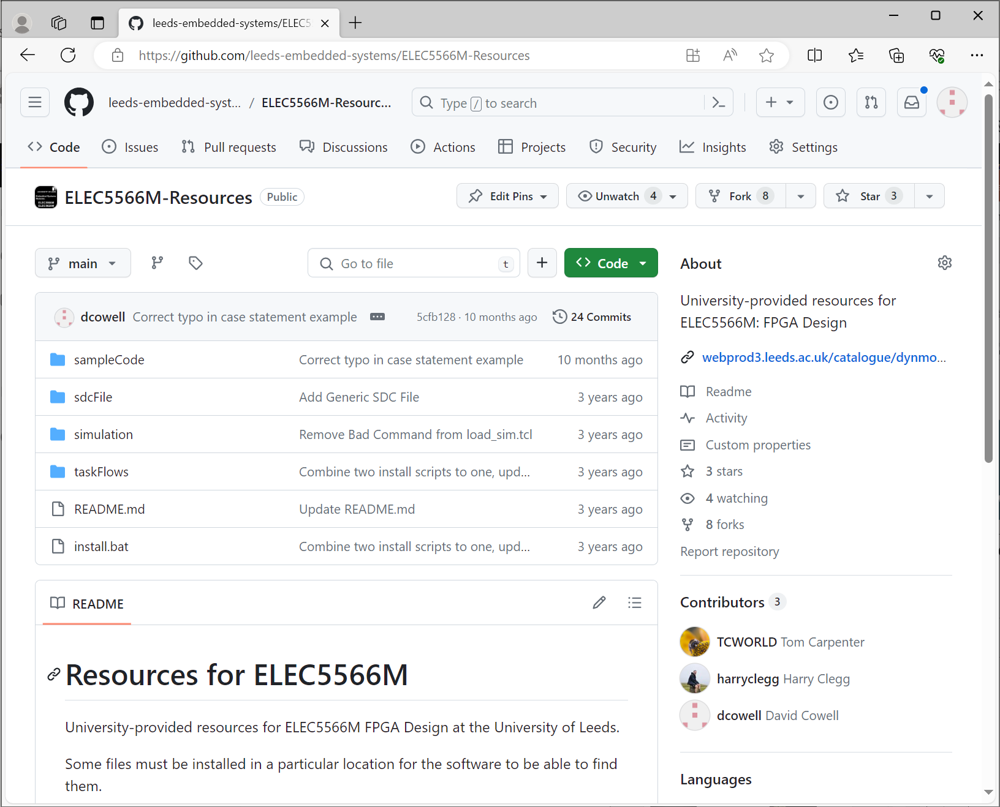 leeds-embedded-systems/ELEC5
https://github.com/leeds-embedded-systems/ELEC5566M-Resources
leeds-embedded-syst... / ELEC5566M-Resourc...
Type / to search
Code Issues Pull requests Discussions Actions Projects Security Insights Settings
ELEC5566M-Resources Public
Edit Pins Unwatch 4 Fork 8 Star 3
main Go to file t Code
dcowell Correct typo in case statement example 5cfb128 · 10 months ago 24 Commits
sampleCode Correct typo in case statement example 10 months ago
sdcFile Add Generic SDC File 3 years ago
simulation Remove Bad Command from load_sim.tcl 3 years ago
taskFlows Combine two install scripts to one, upd... 3 years ago
README.md Update README.md 3 years ago
install.bat Combine two install scripts to one, upd... 3 years ago
README
Resources for ELEC5566M
University-provided resources for ELEC5566M FPGA Design at the University of Leeds.
Some files must be installed in a particular location for the software to be able to find
them.
About
University-provided resources for
ELEC5566M: FPGA Design
webprod3.leeds.ac.uk/catalogue/dynmo...
Readme
Activity
Custom properties
3 stars
4 watching
8 forks
Report repository
Contributors 3
TCWORLD Tom Carpenter
harryclegg Harry Clegg
dcowell David Cowell
Languages